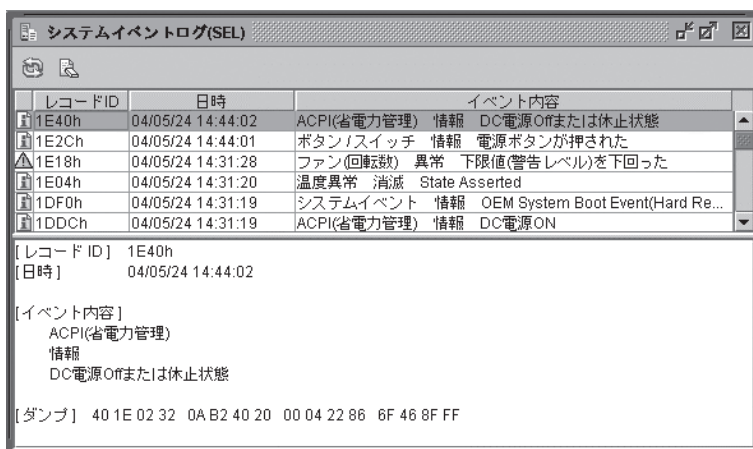 システムイベントログ(SEL)
レコードID 日時 イベント内容
1E40h 04/05/24 14:44:02 ACPI(省電力管理) 情報 DC電源Offまたは休止状態
1E2Ch 04/05/24 14:44:01 ボタン/スイッチ 情報 電源ボタンが押された
1E18h 04/05/24 14:31:28 ファン(回転数) 異常 下限値(警告レベル)を下回った
1E04h 04/05/24 14:31:20 温度異常 消滅 State Asserted
1DF0h 04/05/24 14:31:19 システムイベント 情報 OEM System Boot Event(Hard Re...
1DDCh 04/05/24 14:31:19 ACPI(省電力管理) 情報 DC電源ON
[レコード ID] 1E40h
[日時] 04/05/24 14:44:02
[イベント内容]
ACPI(省電力管理)
情報
DC電源Offまたは休止状態
[ダンプ] 40 1E 02 32 0A B2 40 20 00 04 22 86 6F 46 8F FF